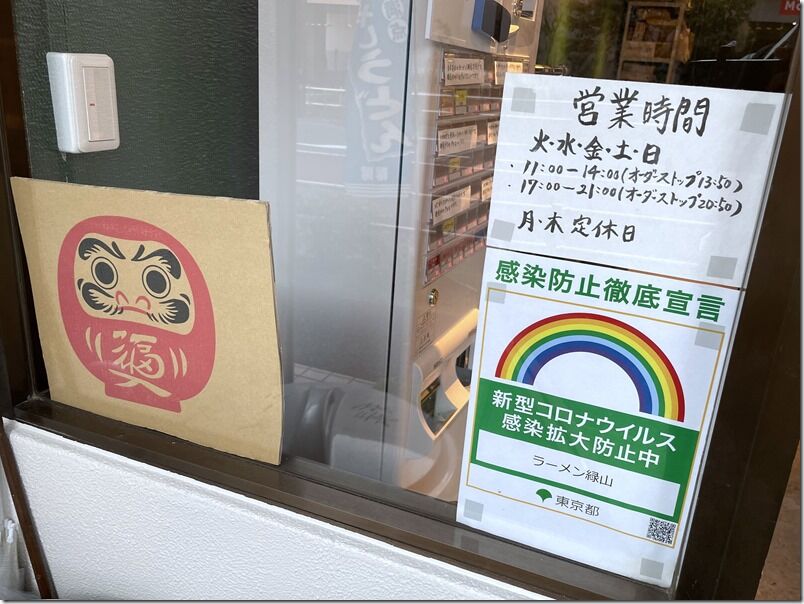 営業時間
火・水・金・土・日
・11:00－14:00(オーダーストップ13:50)
・17:00－21:00(オーダーストップ20:50)
月・木 定休日
感染防止徹底宣言
新型コロナウイルス
感染拡大防止中
ラーメン緑山
東京都
福
うどん